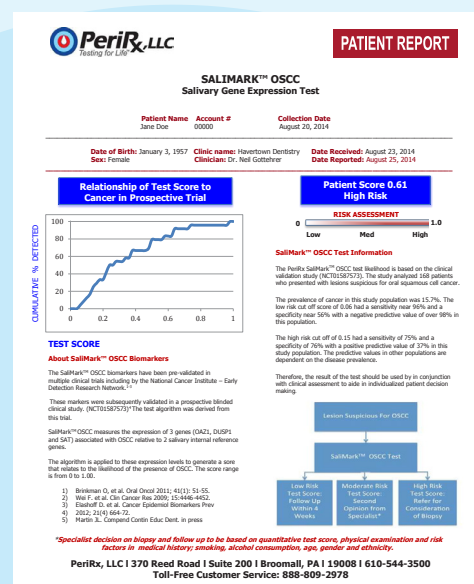 PeriRx, LLC
Testing for Life
PATIENT REPORT
SALIMARK™ OSCC
Salivary Gene Expression Test
Patient Name Account # Collection Date
Jane Doe 00000 August 20, 2014
Date of Birth: January 3, 1957 Clinic name: Havertown Dentistry Date Received: August 23, 2014
Sex: Female Clinician: Dr. Neil Gottehrer Date Reported: August 25, 2014
Relationship of Test Score to
Cancer in Prospective Trial
CUMULATIVE % DETECTED
100
80
60
40
20
0
0 0.2 0.4 0.6 0.8 1
TEST SCORE
About SaliMark™ OSCC Biomarkers
The SaliMark™ OSCC biomarkers have been pre-validated in
multiple clinical trials including by the National Cancer Institute – Early
Detection Research Network.
These markers were subsequently validated in a prospective blinded
clinical study. (NCT01587573)⁴The test algorithm was derived from
this trial.
SaliMark™ OSCC measures the expression of 3 genes (OAZ1, DUSP1
and SAT) associated with OSCC relative to 2 salivary internal reference
genes.
The algorithm is applied to these expression levels to generate a sore
that relates to the likelihood of the presence of OSCC. The score range
is from 0 to 1.00.
1) Brinkman O, et al. Oral Oncol 2011; 41(1): 51-55.
2) Wei F. et al. Clin Cancer Res 2009; 15:4446-4452.
3) Elashoff D. et al. Cancer Epidemiol Biomarkers Prev
4) 2012; 21(4) 664-72.
5) Martin JL. Compend Contin Educ Dent. in press
Patient Score 0.61
High Risk
RISK ASSESSMENT
0 1.0
Low Med High
SaliMark™ OSCC Test Information
The PeriRx SaliMark™ OSCC test likelihood is based on the clinical
validation study (NCT01587573). The study analyzed 168 patients
who presented with lesions suspicious for oral squamous cell cancer.
The prevalence of cancer in this study population was 15.7%. The
low risk cut off score of 0.06 had a sensitivity near 96% and a
specificity near 56% with a negative predictive value of over 98% in
this population.
The high risk cut off of 0.15 had a sensitivity of 75% and a
specificity of 76% with a positive predictive value of 37% in this
study population. The predictive values in other populations are
dependent on the disease prevalence.
Therefore, the result of the test should be used by in conjunction
with clinical assessment to aide in individualized patient decision
making.
Lesion Suspicious For OSCC
SaliMark™ OSCC Test
Low Risk
Test Score:
Follow Up
Within 4
Weeks
Moderate Risk
Test Score:
Second
Opinion from
Specialist*
High Risk
Test Score:
Refer for
Consideration
of Biopsy
*Specialist decision on biopsy and follow up to be based on quantitative test score, physical examination and risk
factors in medical history; smoking, alcohol consumption, age, gender and ethnicity.
PeriRx, LLC I 370 Reed Road I Suite 200 I Broomall, PA I 19008 I 610-544-3500
Toll-Free Customer Service: 888-809-2978